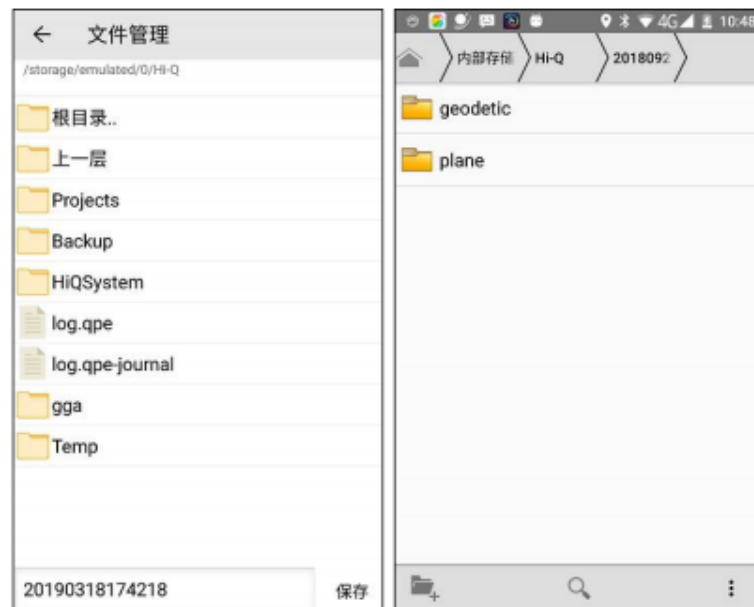 文件管理
/storage/emulated/0/Hi-Q
根目录..
上一层
Projects
Backup
HiQSystem
log.qpe
log.qpe-journal
gga
Temp
20190318174218
保存
4G 10:48
内部存储
Hi-Q
2018092
geodetic
plane